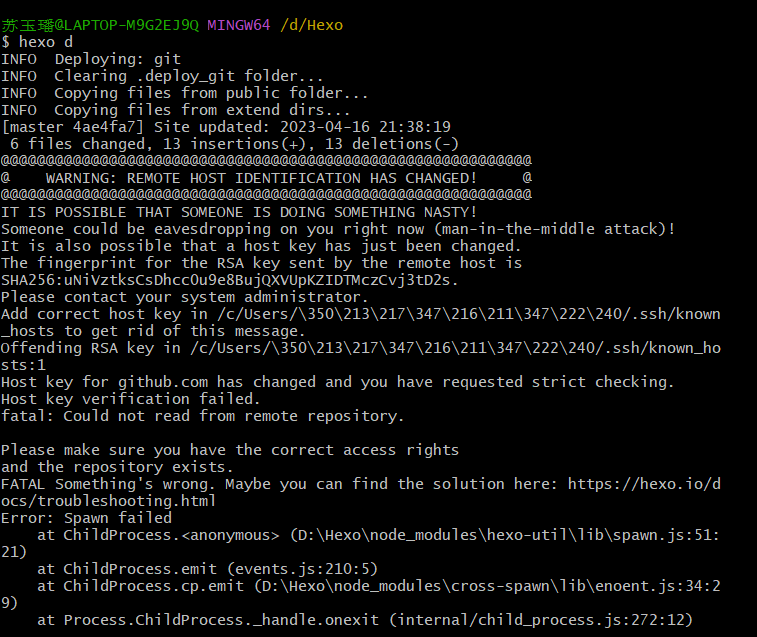 苏玉璠@LAPTOP-M9G2EJ9Q MINGW64 /d/Hexo
$ hexo d
INFO  Deploying: git
INFO  Clearing .deploy_git folder...
INFO  Copying files from public folder...
INFO  Copying files from extend dirs...
[master 4ae4fa7] Site updated: 2023-04-16 21:38:19
 6 files changed, 13 insertions(+), 13 deletions(-)
@@@@@@@@@@@@@@@@@@@@@@@@@@@@@@@@@@@@@@@@@@@@@@@@@@@@@@@@@@@
@    WARNING: REMOTE HOST IDENTIFICATION HAS CHANGED!     @
@@@@@@@@@@@@@@@@@@@@@@@@@@@@@@@@@@@@@@@@@@@@@@@@@@@@@@@@@@@
IT IS POSSIBLE THAT SOMEONE IS DOING SOMETHING NASTY!
Someone could be eavesdropping on you right now (man-in-the-middle attack)!
It is also possible that a host key has just been changed.
The fingerprint for the RSA key sent by the remote host is
SHA256:uNiVztksCsDhcc0u9e8BujQXVUpKZIDTMczCvj3tD2s.
Please contact your system administrator.
Add correct host key in /c/Users/\350\213\217\347\216\211\347\222\240/.ssh/known
_hosts to get rid of this message.
Offending RSA key in /c/Users/\350\213\217\347\216\211\347\222\240/.ssh/known_ho
sts:1
Host key for github.com has changed and you have requested strict checking.
Host key verification failed.
fatal: Could not read from remote repository.
Please make sure you have the correct access rights
and the repository exists.
FATAL Something's wrong. Maybe you can find the solution here: https://hexo.io/d
ocs/troubleshooting.html
Error: Spawn failed
    at ChildProcess.<anonymous> (D:\Hexo\node_modules\hexo-util\lib\spawn.js:51:
21)
    at ChildProcess.emit (events.js:210:5)
    at ChildProcess.cp.emit (D:\Hexo\node_modules\cross-spawn\lib\enoent.js:34:2
9)
    at Process.ChildProcess._handle.onexit (internal/child_process.js:272:12)